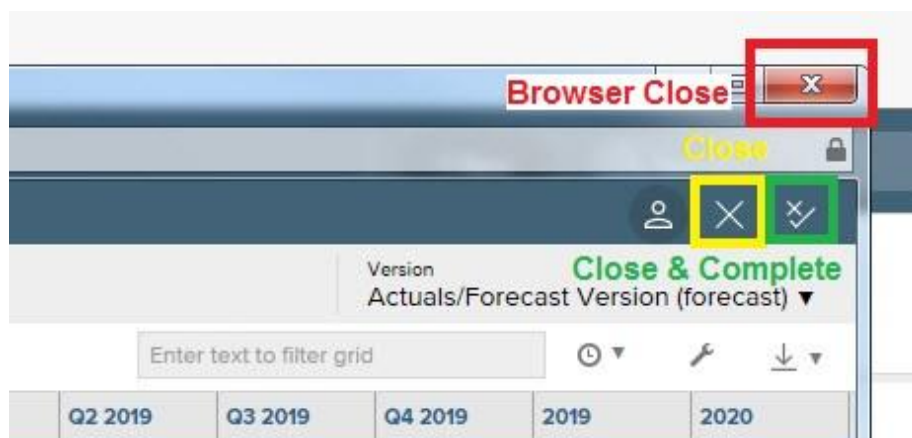 Browser Close
Close
Close & Complete
Version
Actuals/Forecast Version (forecast) ▼
Enter text to filter grid
Q2 2019 Q3 2019 Q4 2019 2019 2020